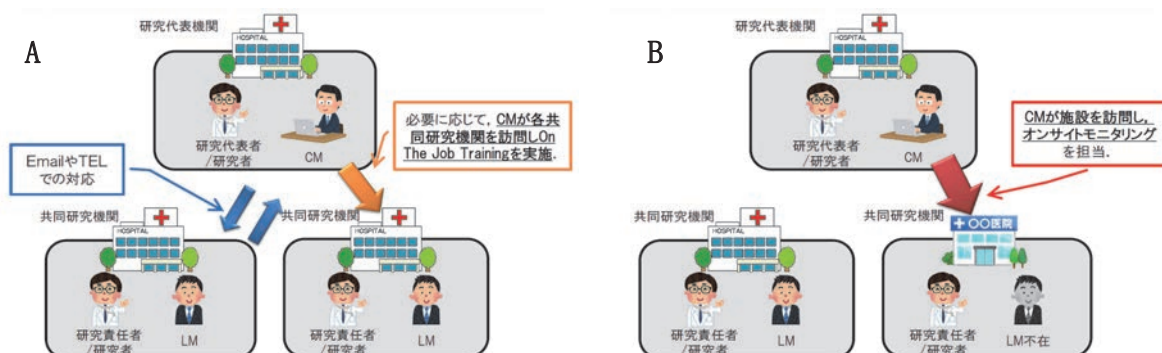 A
研究代表機関
HOSPITAL
研究代表者
/研究者
CM
EmailやTEL
での対応
必要に応じて，CMが各共
同研究機関を訪問しOn
The Job Trainingを実施．
共同研究機関
HOSPITAL
研究責任者
/研究者
LM
共同研究機関
HOSPITAL
研究責任者
/研究者
LM
B
研究代表機関
HOSPITAL
研究代表者
/研究者
CM
CMが施設を訪問し，
オンサイトモニタリング
を担当．
共同研究機関
HOSPITAL
研究責任者
/研究者
LM
共同研究機関
〇〇医院
研究責任者
/研究者
LM不在